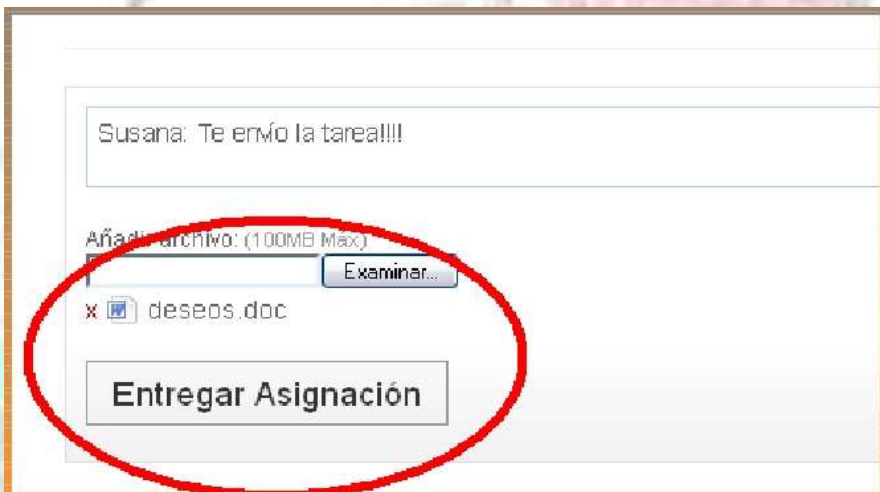 Susana: Te envío la tarea!!!!
Añadir archivo: (100MB Max)
Examinar...
x deseos.doc
Entregar Asignación